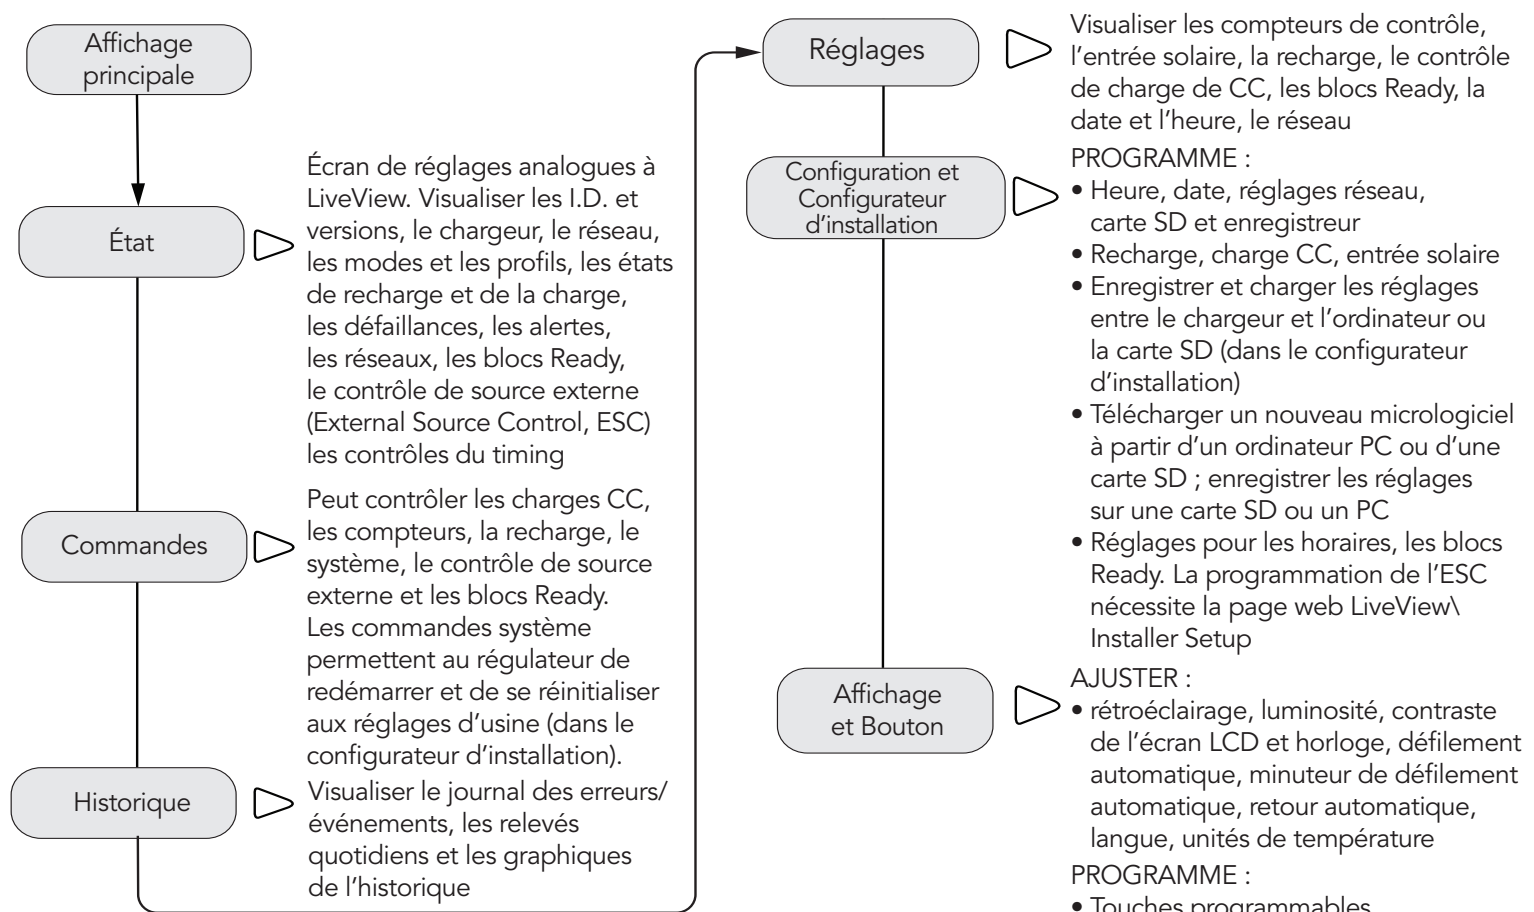 Affichage
principale
État
Écran de réglages analogues à
LiveView. Visualiser les I.D. et
versions, le chargeur, le réseau,
les modes et les profils, les états
de recharge et de la charge,
les défaillances, les alertes,
les réseaux, les blocs Ready,
le contrôle de source externe
(External Source Control, ESC)
les contrôles du timing
Commandes
Peut contrôler les charges CC,
les compteurs, la recharge, le
système, le contrôle de source
externe et les blocs Ready.
Les commandes système
permettent au régulateur de
redémarrer et de se réinitialiser
aux réglages d’usine (dans le
configurateur d’installation).
Historique
Visualiser le journal des erreurs/
événements, les relevés
quotidiens et les graphiques
de l’historique
Réglages
Visualiser les compteurs de contrôle,
l’entrée solaire, la recharge, le contrôle
de charge de CC, les blocs Ready, la
date et l’heure, le réseau
Configuration et
Configurateur
d’installation
PROGRAMME :
• Heure, date, réglages réseau,
carte SD et enregistreur
• Recharge, charge CC, entrée solaire
• Enregistrer et charger les réglages
entre le chargeur et l’ordinateur ou
la carte SD (dans le configurateur
d’installation)
• Télécharger un nouveau micrologiciel
à partir d’un ordinateur PC ou d’une
carte SD ; enregistrer les réglages
sur une carte SD ou un PC
• Réglages pour les horaires, les blocs
Ready. La programmation de l’ESC
nécessite la page web LiveView\
Installer Setup
Affichage
et Bouton
AJUSTER :
• rétroéclairage, luminosité, contraste
de l’écran LCD et horloge, défilement
automatique, minuteur de défilement
automatique, retour automatique,
langue, unités de température
PROGRAMME :
• Touches programmables